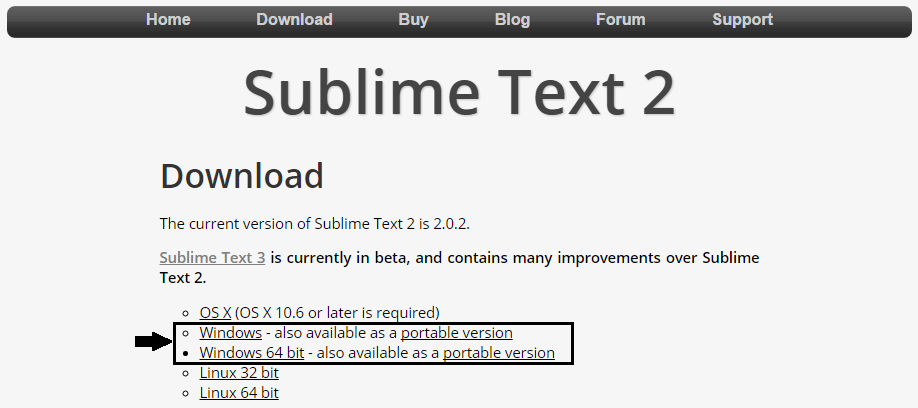 Home Download Buy Blog Forum Support
Sublime Text 2
Download
The current version of Sublime Text 2 is 2.0.2.
Sublime Text 3 is currently in beta, and contains many improvements over Sublime
Text 2.
OS X (OS X 10.6 or later is required)
Windows - also available as a portable version
Windows 64 bit - also available as a portable version
Linux 32 bit
Linux 64 bit